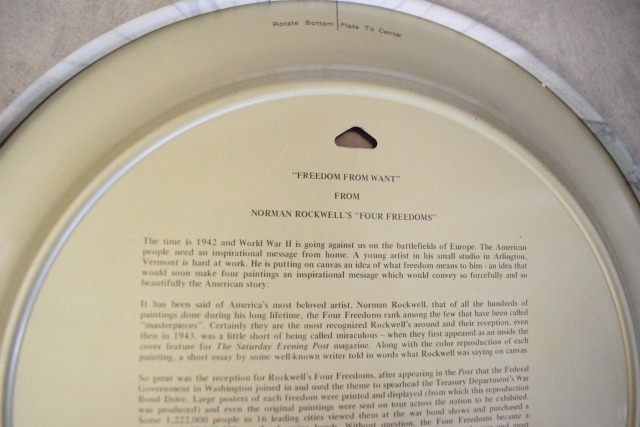 Rotate Bottom Plate To Center
"FREEDOM FROM WANT"
FROM
NORMAN ROCKWELL'S "FOUR FREEDOMS"
The time is 1942 and World War II is going against us on the battlefields of Europe. The American
people need an inspirational message from home. A young artist in his small studio in Arlington,
Vermont is hard at work. He is putting on canvas an idea of what freedom means to him - an idea that
would soon make four paintings an inspirational message which would convey so forcefully and so
beautifully the American story.
It has been said of America's most beloved artist, Norman Rockwell, that of all the hundreds of
paintings done during his long lifetime, the Four Freedoms rank among the few that have been called
"masterpieces". Certainly they are the most recognized Rockwell's around and their reception, even
then in 1943, was a little short of being called miraculous – when they first appeared as an inside the
cover feature for The Saturday Evening Post magazine. Along with the color reproduction of each
painting, a short essay by some well-known writer told in words what Rockwell was saying on canvas.
So great was the reception for Rockwell's Four Freedoms, after appearing in the Post that the Federal
Government in Washington joined in and used the theme to spearhead the Treasury Department's War
Bond Drive. Large posters of each freedom were printed and displayed (from which this reproduction
was produced) and even the original paintings were sent on tour across the nation to be exhibited.
Some 1,222,000 people in 16 leading cities viewed them at the war bond shows and purchased a
Without question, the Four Freedoms became a